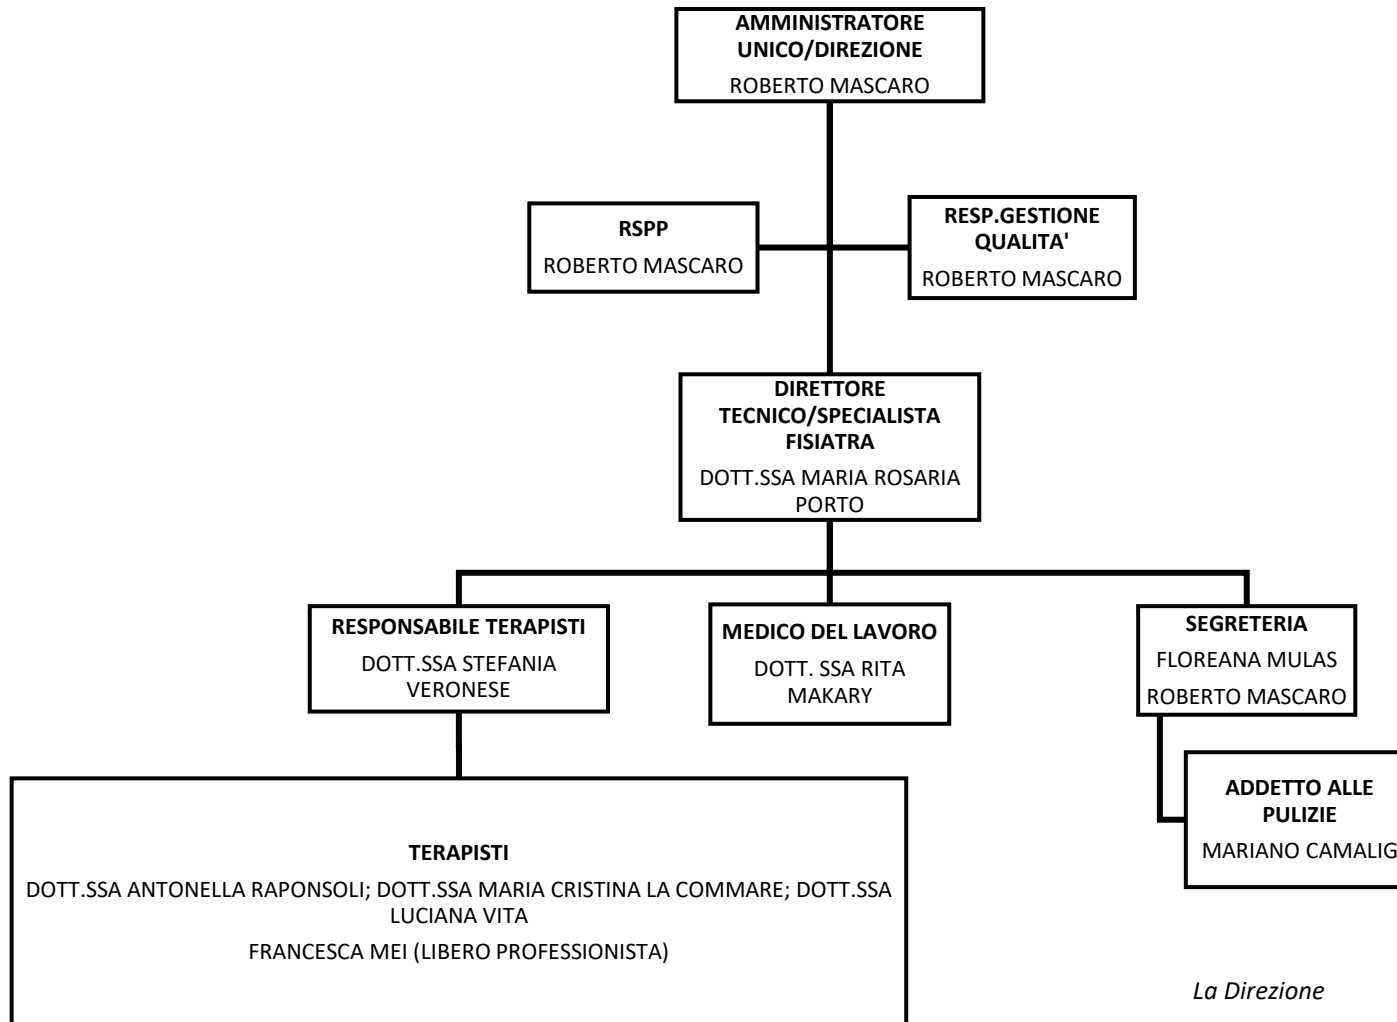 AMMINISTRATORE
UNICO/DIREZIONE
ROBERTO MASCARO
RSPP
ROBERTO MASCARO
RESP.GESTIONE
QUALITA'
ROBERTO MASCARO
DIRETTORE
TECNICO/SPECIALISTA
FISIATRA
DOTT.SSA MARIA ROSARIA
PORTO
RESPONSABILE TERAPISTI
DOTT.SSA STEFANIA
VERONESE
MEDICO DEL LAVORO
DOTT. SSA RITA
MAKARY
SEGRETERIA
FLOREANA MULAS
ROBERTO MASCARO
ADDETTO ALLE
PULIZIE
MARIANO CAMALIG
TERAPISTI
DOTT.SSA ANTONELLA RAPONSOLI; DOTT.SSA MARIA CRISTINA LA COMMARE; DOTT.SSA
LUCIANA VITA
FRANCESCA MEI (LIBERO PROFESSIONISTA)
La Direzione